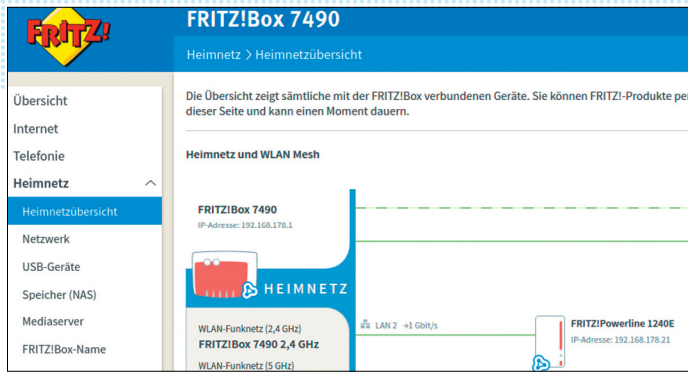 FRITZ!
FRITZ!Box 7490
Heimnetz > Heimnetzübersicht
Übersicht
Internet
Telefonie
Heimnetz
Heimnetzübersicht
Netzwerk
USB-Geräte
Speicher (NAS)
Mediaserver
FRITZ!Box-Name
Die Übersicht zeigt sämtliche mit der FRITZ!Box verbundenen Geräte. Sie können FRITZ!-Produkte per
dieser Seite und kann einen Moment dauern.
Heimnetz und WLAN Mesh
FRITZ!Box 7490
IP-Adresse: 192.168.178.1
HEIMNETZ
WLAN-Funknetz (2,4 GHz)
FRITZ!Box 7490 2,4 GHz
WLAN-Funknetz (5 GHz)
LAN 2 →1 Gbit/s
FRITZ!Powerline 1240E
IP-Adresse: 192.168.178.21